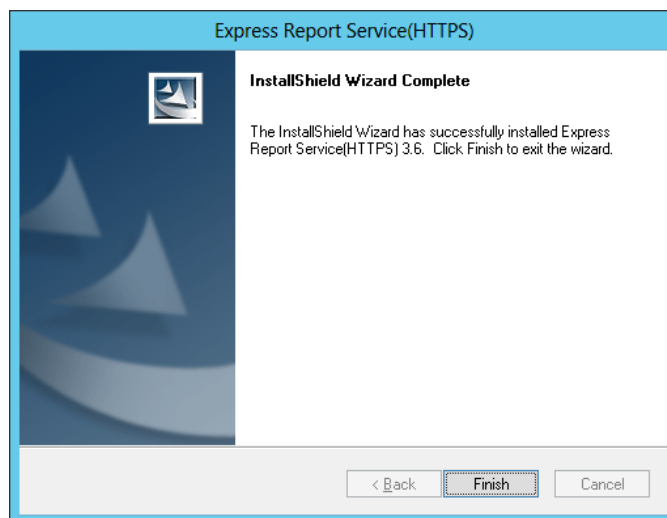 Express Report Service(HTTPS)
InstallShield Wizard Complete
The InstallShield Wizard has successfully installed Express
Report Service(HTTPS) 3.6. Click Finish to exit the wizard.
< Back Finish Cancel